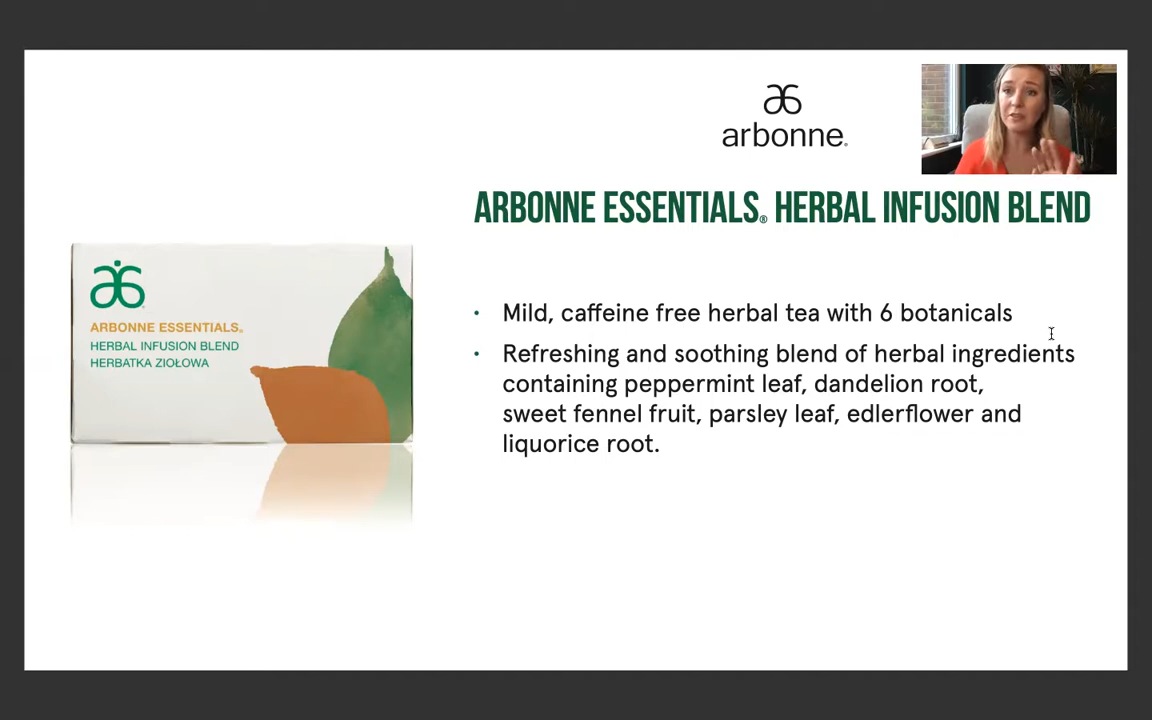 arbonne®
ARBONNE ESSENTIALS® HERBAL INFUSION BLEND
ARBONNE ESSENTIALS®
HERBAL INFUSION BLEND
HERBATKA ZIOŁOWA
• Mild, caffeine free herbal tea with 6 botanicals
• Refreshing and soothing blend of herbal ingredients
containing peppermint leaf, dandelion root,
sweet fennel fruit, parsley leaf, edlerflower and
liquorice root.